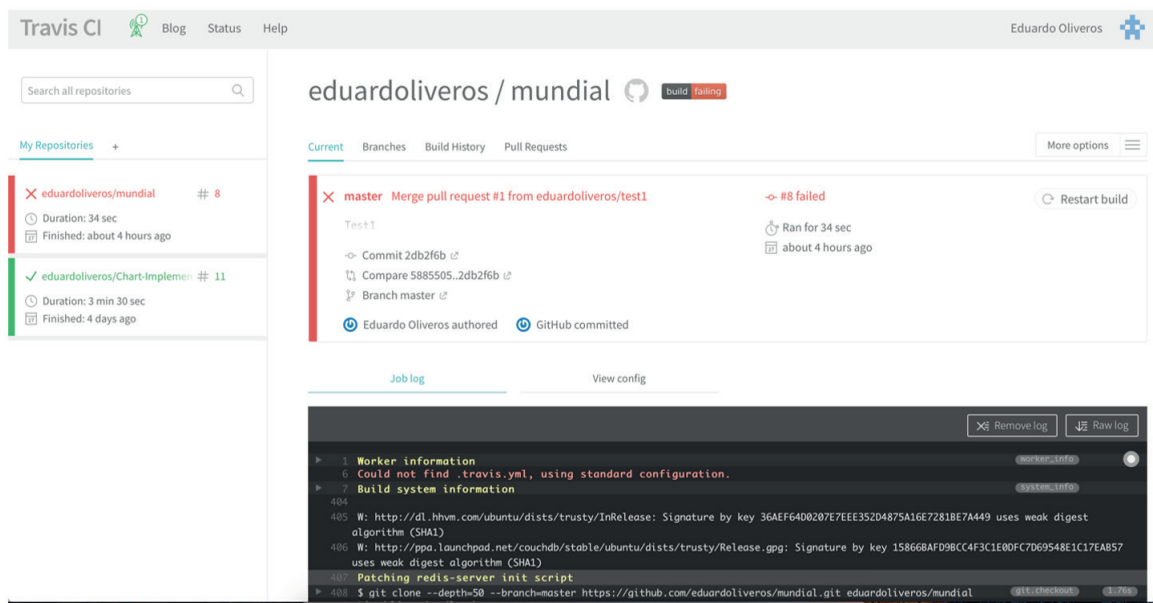 Travis CI 1 Blog Status Help Eduardo Oliveros
Search all repositories
My Repositories +
eduardoliveros/mundial # 8
Duration: 34 sec
Finished: about 4 hours ago
eduardoliveros/Chart-Implemen # 11
Duration: 3 min 30 sec
Finished: 4 days ago
eduardoliveros / mundial build failing
Current Branches Build History Pull Requests More options
master Merge pull request #1 from eduardoliveros/test1 #8 failed Restart build
Test1
Ran for 34 sec
about 4 hours ago
Commit 2db2f6b
Compare 5885505..2db2f6b
Branch master
Eduardo Oliveros authored GitHub committed
Job log View config
Remove log Raw log
1 Worker information worker_info
6 Could not find .travis.yml, using standard configuration.
7 Build system information system_info
404
405 W: http://dl.hhvm.com/ubuntu/dists/trusty/InRelease: Signature by key 36AEF64D0207E7EEE352D4875A16E7281BE7A449 uses weak digest
algorithm (SHA1)
406 W: http://ppa.launchpad.net/couchdb/stable/ubuntu/dists/trusty/Release.gpg: Signature by key 15866BAFD9BCC4F3C1E0DFC7D69548E1C17EAB57
uses weak digest algorithm (SHA1)
407 Patching redis-server init script
408 $ git clone --depth=50 --branch=master https://github.com/eduardoliveros/mundial.git eduardoliveros/mundial git.checkout 1.76s